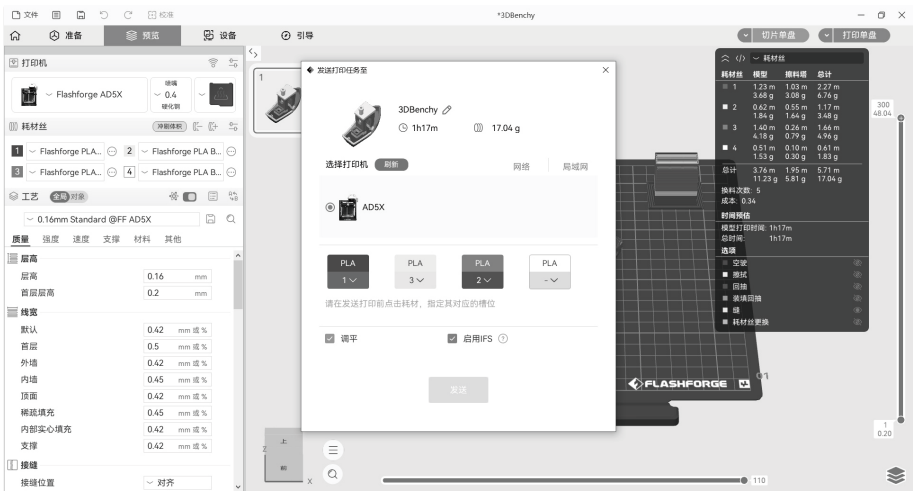 文件 校准 *3DBenchy
准备 预览 设备 引导 切片单盘 打印单盘
打印机
Flashforge AD5X
喷嘴
0.4
硬化钢
耗材丝 冲刷体积
1 Flashforge PLA... 2 Flashforge PLA B...
3 Flashforge PLA... 4 Flashforge PLA B...
工艺 全局 对象
0.16mm Standard @FF AD5X
质量 强度 速度 支撑 材料 其他
层高
层高 0.16 mm
首层层高 0.2 mm
线宽
默认 0.42 mm 或 %
首层 0.5 mm 或 %
外墙 0.42 mm 或 %
内墙 0.45 mm 或 %
顶面 0.42 mm 或 %
稀疏填充 0.45 mm 或 %
内部实心填充 0.42 mm 或 %
支撑 0.42 mm 或 %
接缝
接缝位置 对齐
1
发送打印任务至
3DBenchy
1h17m 17.04 g
选择打印机 刷新 网络 局域网
AD5X
PLA PLA PLA PLA
1 3 2 -
请在发送打印前点击耗材，指定其对应的槽位
调平 启用IFS ?
发送
耗材丝
耗材丝 模型 擦料塔 总计
1 1.23 m 1.03 m 2.27 m
3.68 g 3.08 g 6.76 g
2 0.62 m 0.55 m 1.17 m
1.84 g 1.64 g 3.48 g
3 1.40 m 0.26 m 1.66 m
4.18 g 0.79 g 4.96 g
4 0.51 m 0.10 m 0.61 m
1.53 g 0.30 g 1.83 g
总计 3.76 m 1.95 m 5.71 m
11.23 g 5.81 g 17.04 g
换料次数: 5
成本: 0.34
时间预估
模型打印时间: 1h17m
总时间: 1h17m
选项
空驶
擦拭
回抽
装填回抽
缝
耗材丝更换
300
48.04
FLASHFORGE
01
1
0.20
上
前
Z
X
110